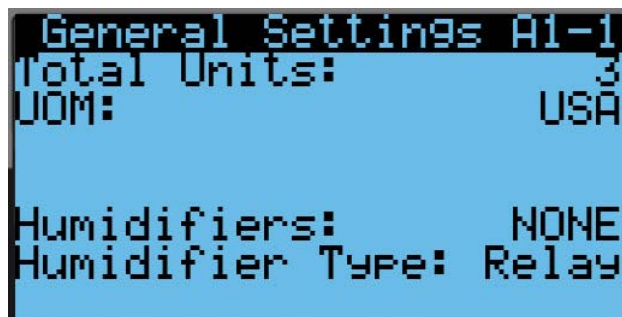 General Settings A1-1
Total Units: 3
UOM: USA
Humidifiers: NONE
Humidifier Type: Relay